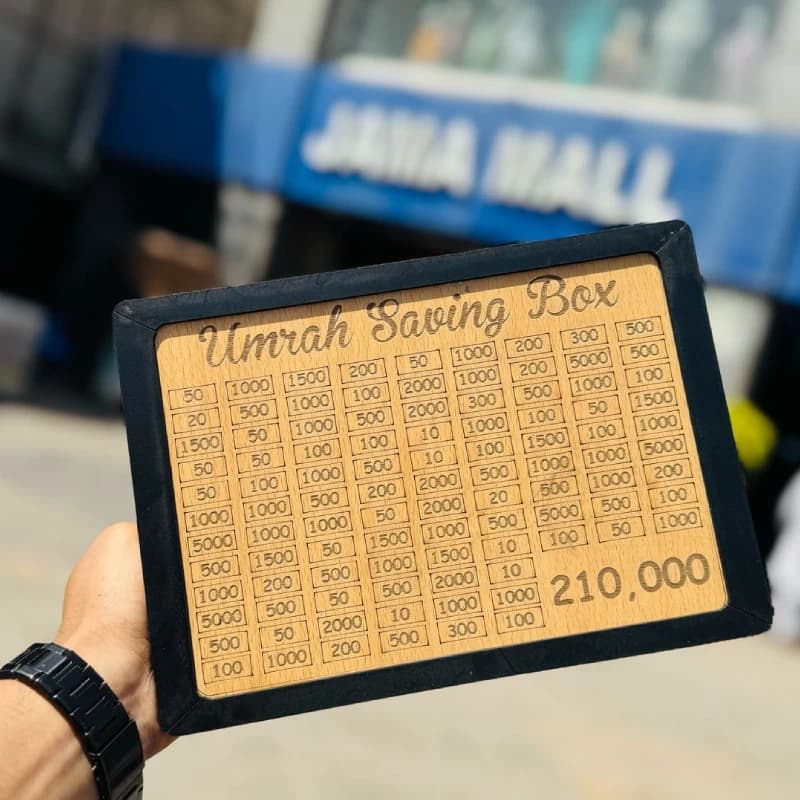 JAWA MALL
Umrah Saving Box
50 1000 1500 200 50 1000 200 300 500
20 500 1000 100 2000 1000 200 5000 500
1500 50 1000 500 2000 300 500 1000 100
50 50 100 100 10 1000 100 50 1500
50 100 1000 500 10 100 1500 100 1000
1000 1000 500 200 2000 500 1000 1000 5000
5000 1000 1000 50 2000 20 500 500 200
500 1500 50 1500 1000 500 5000 500 100
1000 200 500 1000 1500 10 100 50 1000
5000 500 50 500 2000 10
500 50 2000 10 1000 1000
100 1000 200 500 300 100
210,000